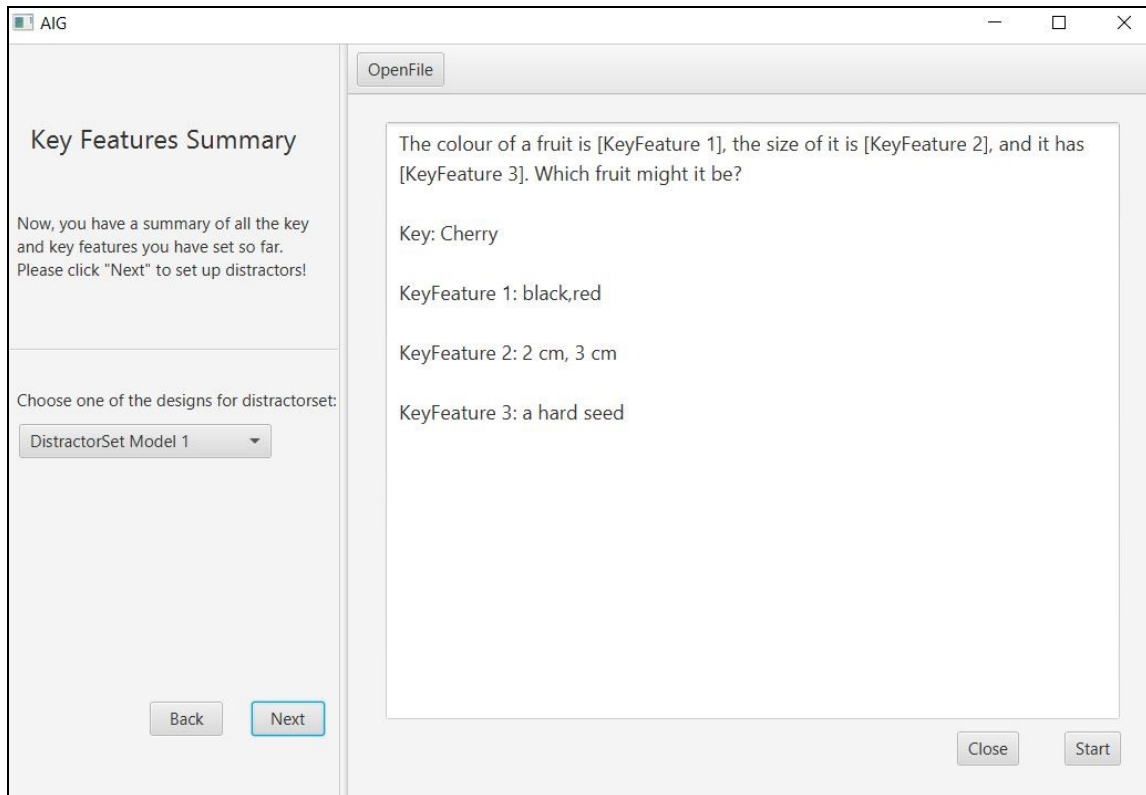 AIG
OpenFile
Key Features Summary
Now, you have a summary of all the key
and key features you have set so far.
Please click "Next" to set up distractors!
Choose one of the designs for distractorset:
DistractorSet Model 1
Back
Next
The colour of a fruit is [KeyFeature 1], the size of it is [KeyFeature 2], and it has
[KeyFeature 3]. Which fruit might it be?
Key: Cherry
KeyFeature 1: black,red
KeyFeature 2: 2 cm, 3 cm
KeyFeature 3: a hard seed
Close
Start